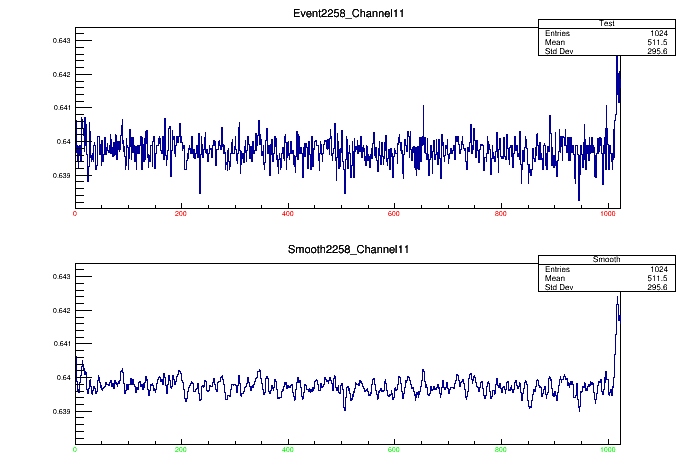 Event2258_Channel11
Test
Entries 1024
Mean 511.5
Std Dev 295.6
0.643
0.642
0.641
0.64
0.639
0 200 400 600 800 1000
Smooth2258_Channel11
Smooth
Entries 1024
Mean 511.5
Std Dev 295.6
0.643
0.642
0.641
0.64
0.639
0 200 400 600 800 1000